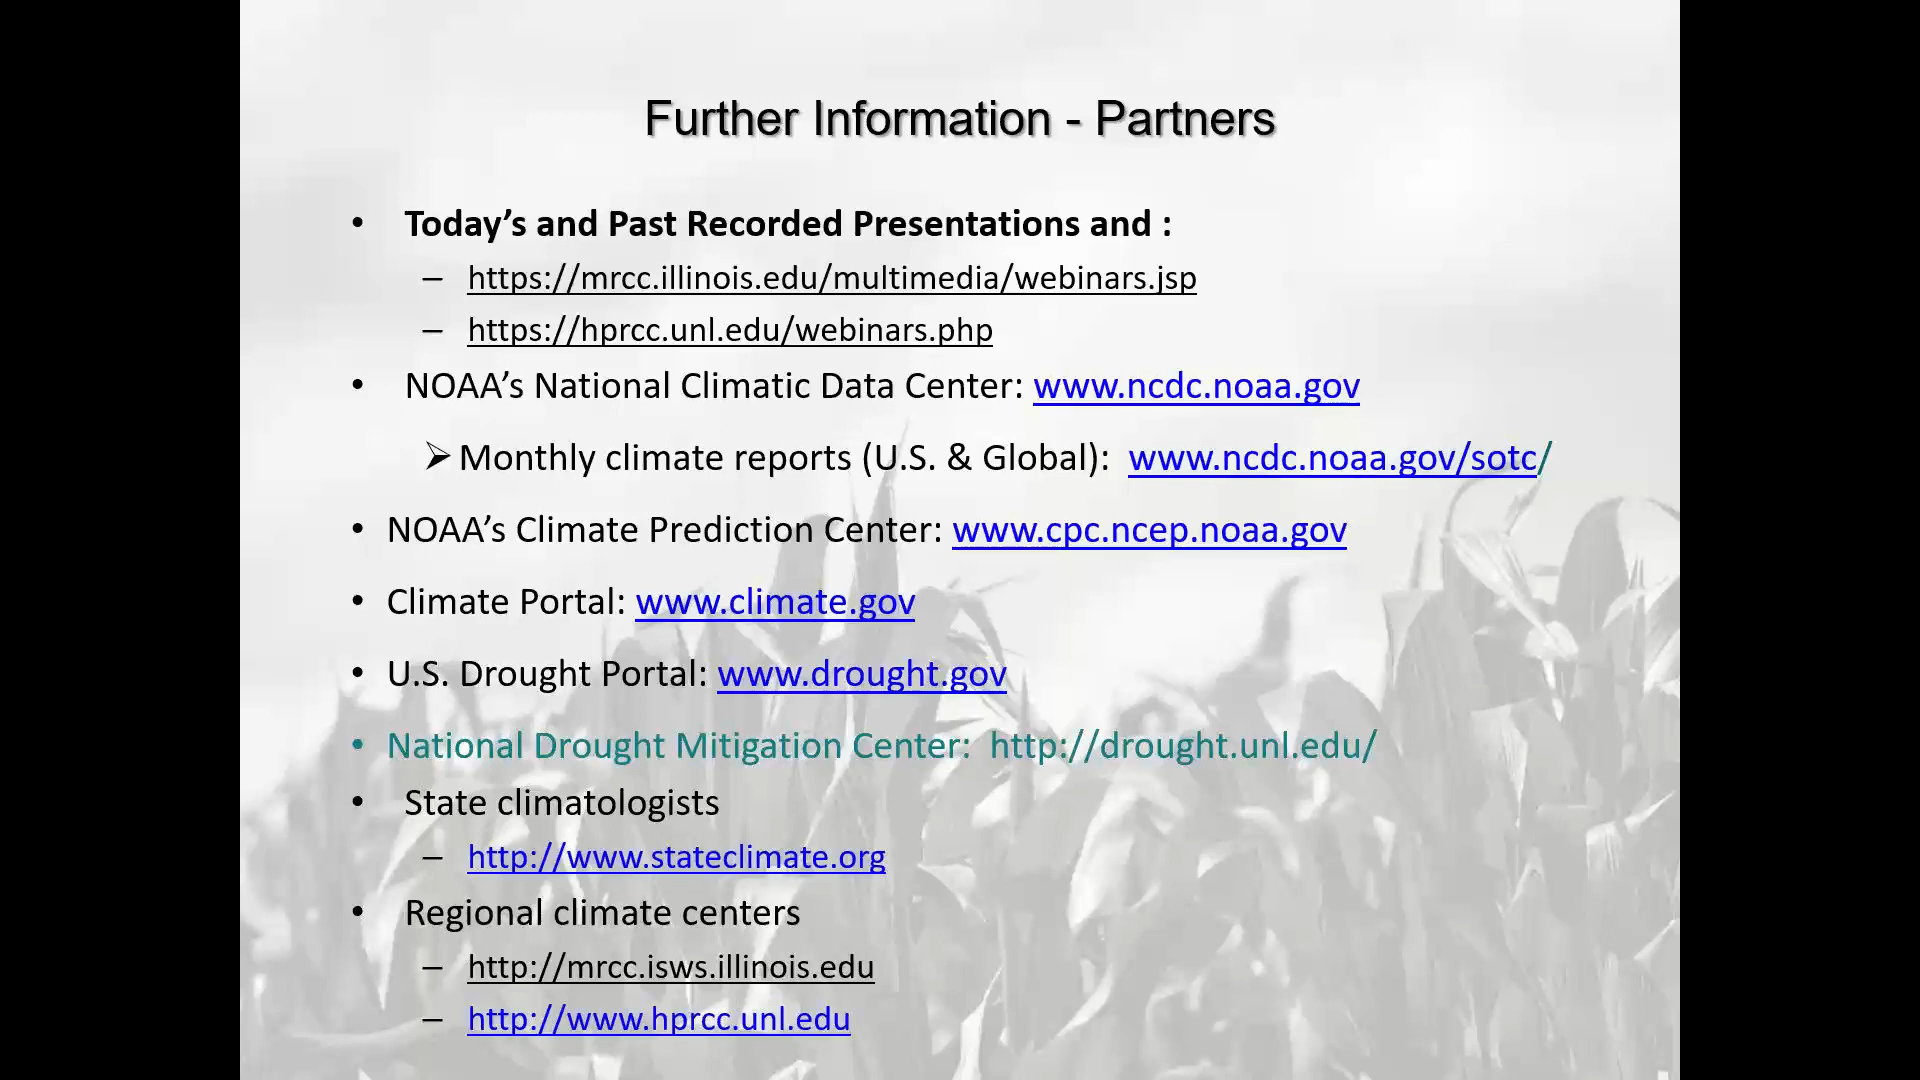 Further Information - Partners
• Today’s and Past Recorded Presentations and :
– https://mrcc.illinois.edu/multimedia/webinars.jsp
– https://hprcc.unl.edu/webinars.php
• NOAA’s National Climatic Data Center: www.ncdc.noaa.gov
➢ Monthly climate reports (U.S. & Global): www.ncdc.noaa.gov/sotc/
• NOAA’s Climate Prediction Center: www.cpc.ncep.noaa.gov
• Climate Portal: www.climate.gov
• U.S. Drought Portal: www.drought.gov
• National Drought Mitigation Center: http://drought.unl.edu/
• State climatologists
– http://www.stateclimate.org
• Regional climate centers
– http://mrcc.isws.illinois.edu
– http://www.hprcc.unl.edu